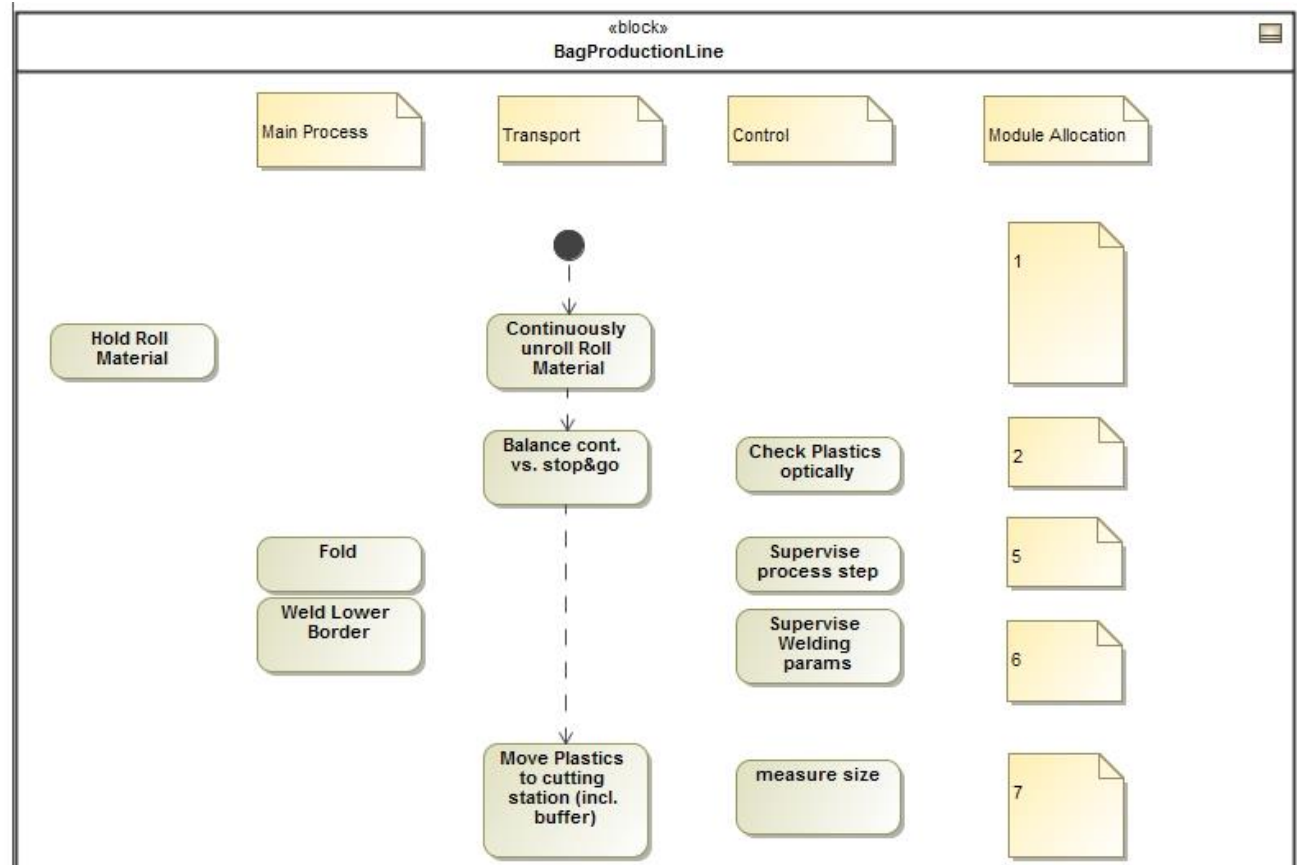 «block»
BagProductionLine
Main Process
Transport
Control
Module Allocation
1
Hold Roll
Material
Continuously
unroll Roll
Material
Balance cont.
vs. stop&go
Check Plastics
optically
2
Fold
Supervise
process step
5
Weld Lower
Border
Supervise
Welding
params
6
Move Plastics
to cutting
station (incl.
buffer)
measure size
7